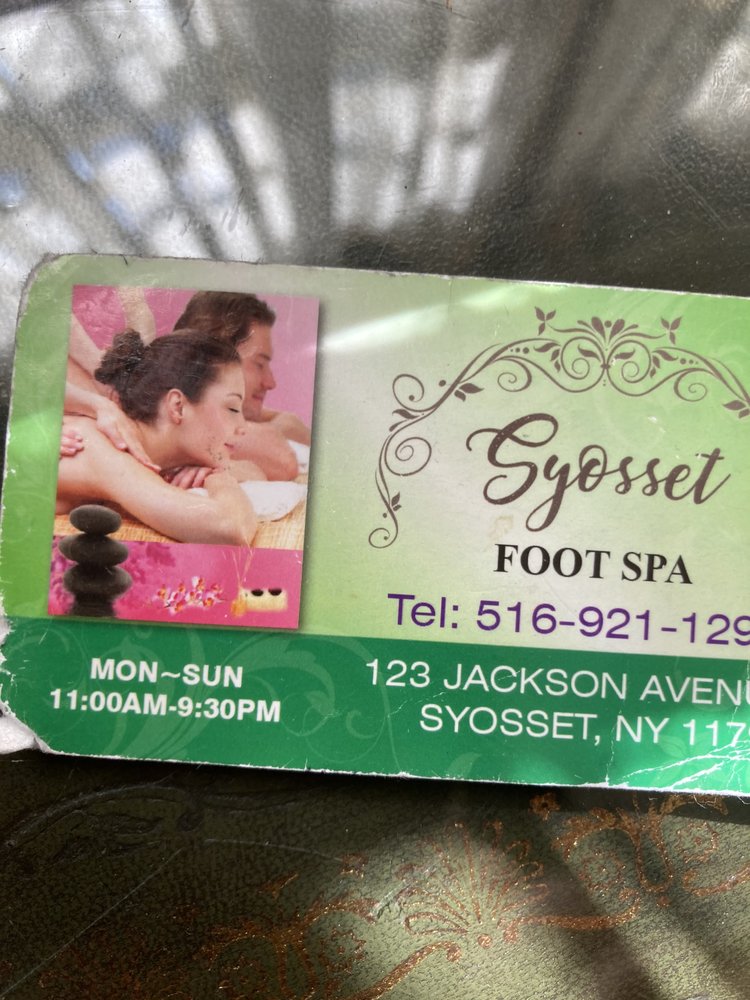 Syosset
FOOT SPA
Tel: 516-921-129
MON~SUN
11:00AM-9:30PM
123 JACKSON AVEN
SYOSSET, NY 117